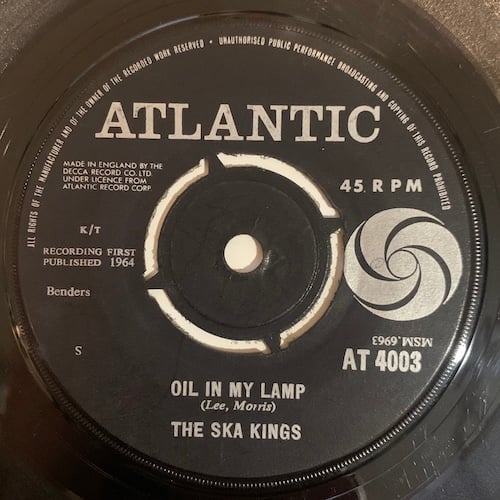 ALL RIGHTS OF THE MANUFACTURER AND OF THE OWNER OF THE RECORDED WORK RESERVED • UNAUTHORISED PUBLIC PERFORMANCE BROADCASTING AND COPYING OF THIS RECORD PROHIBITED
ATLANTIC
MADE IN ENGLAND BY THE
DECCA RECORD CO. LTD.
UNDER LICENCE FROM
ATLANTIC RECORD CORP.
45 RPM
K/T
RECORDING FIRST
PUBLISHED 1964
Benders
S
MSM.6963
AT 4003
OIL IN MY LAMP
(Lee, Morris)
THE SKA KINGS